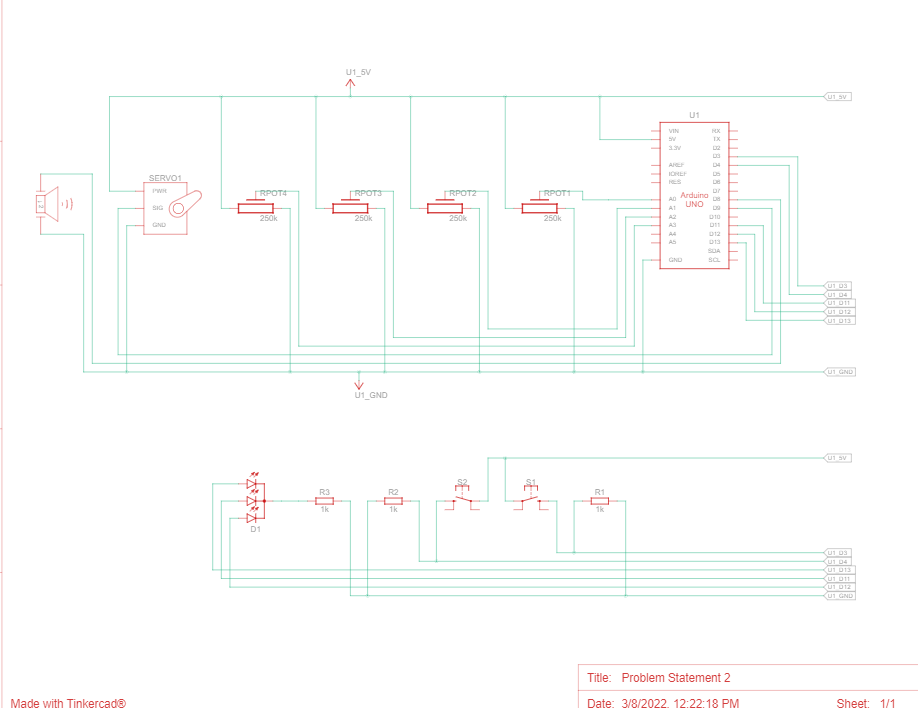 U1_5V
U1_5V
U1
VIN
RX
5V
TX
3.3V
D2
D3
AREF
D4
IOREF
D5
RES
D6
D7
A0
D8
A1
D9
A2
D10
A3
D11
A4
D12
A5
D13
SDA
GND
SCL
Arduino
UNO
SERVO1
PWR
SIG
GND
RPOT4
RPOT3
RPOT2
RPOT1
250k
250k
250k
250k
U1_D3
U1_D4
U1_D11
U1_D12
U1_D13
U1_GND
U1_GND
U1_5V
S2
S1
R3
R2
R1
1k
1k
1k
D1
U1_D3
U1_D4
U1_D13
U1_D11
U1_D12
U1_GND
Title: Problem Statement 2
Made with Tinkercad®
Date: 3/8/2022, 12:22:18 PM Sheet: 1/1